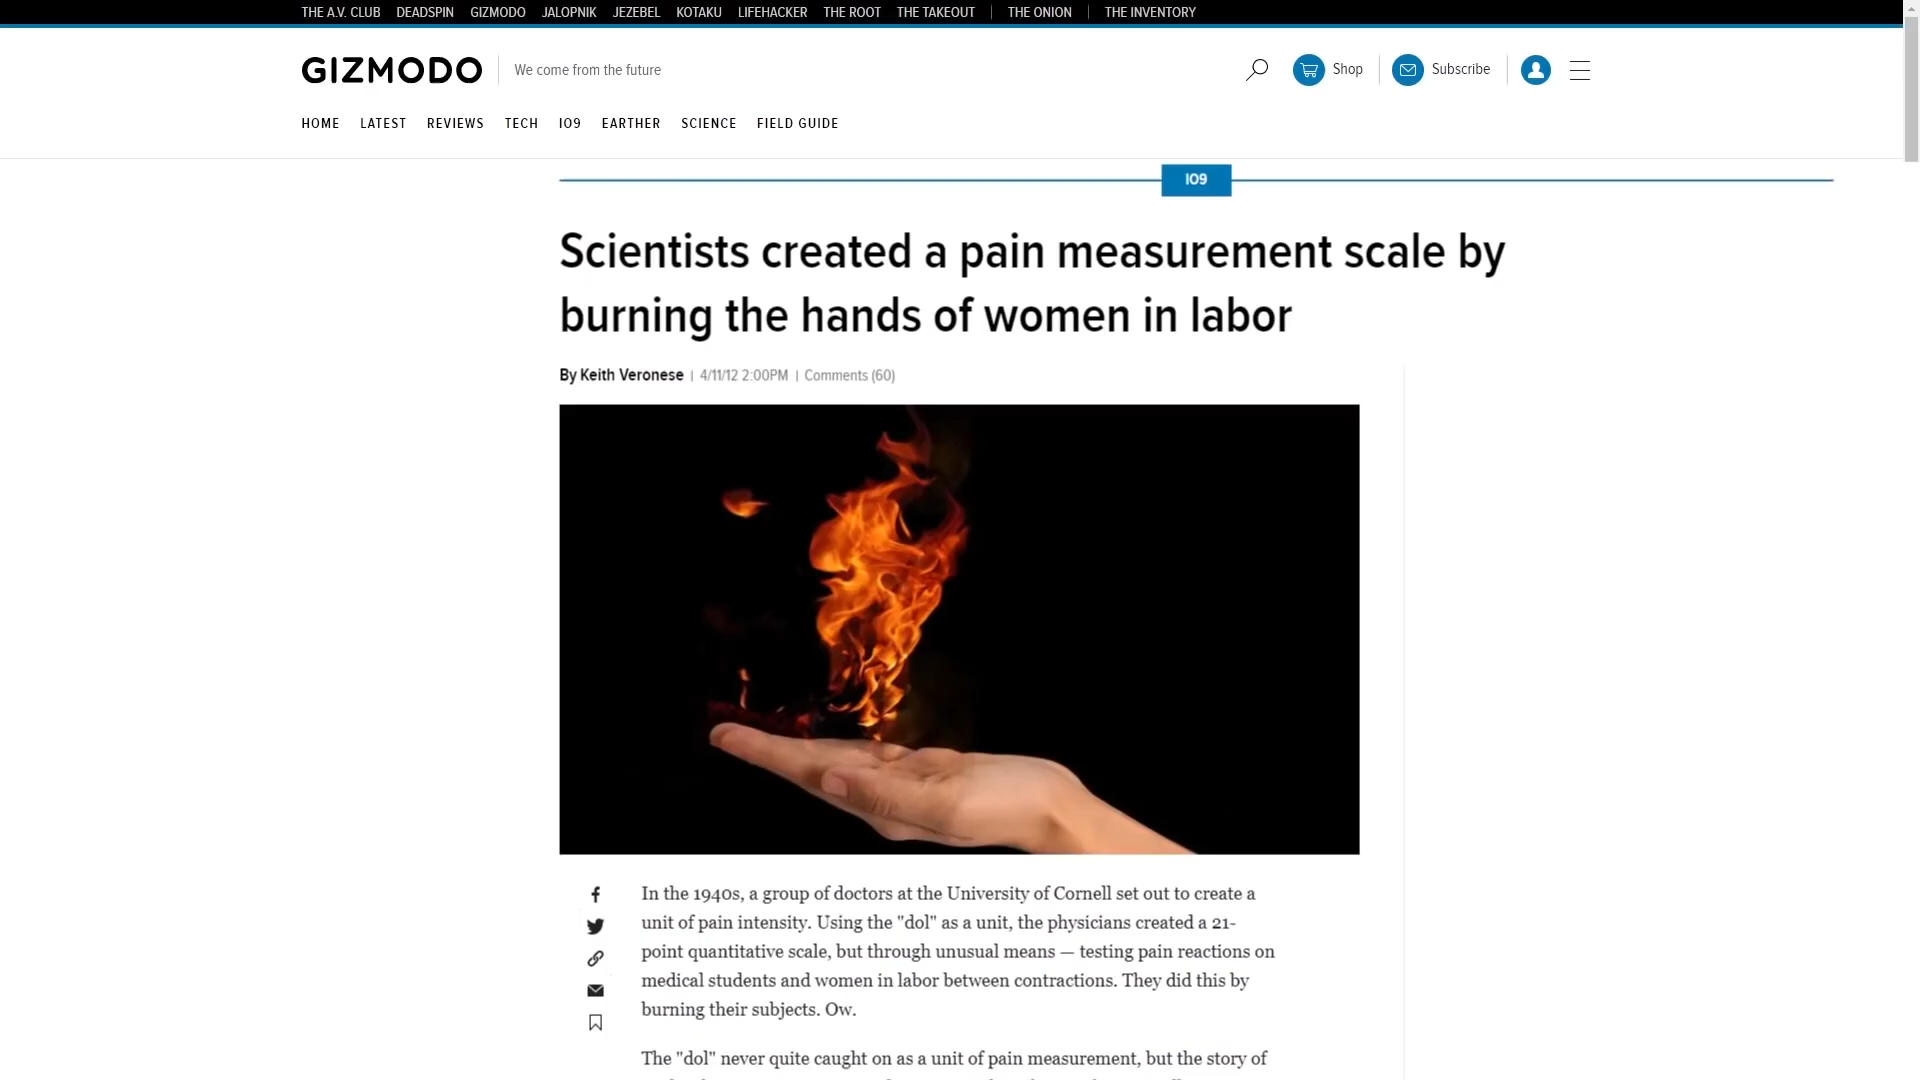 THE A.V. CLUB DEADSPIN GIZMODO JALOPNIK JEZEBEL KOTAKU LIFEHACKER THE ROOT THE TAKEOUT THE ONION THE INVENTORY
GIZMODO We come from the future Shop Subscribe
HOME LATEST REVIEWS TECH IO9 EARTHER SCIENCE FIELD GUIDE
IO9
Scientists created a pain measurement scale by
burning the hands of women in labor
By Keith Veronese | 4/11/12 2:00PM | Comments (60)
In the 1940s, a group of doctors at the University of Cornell set out to create a
unit of pain intensity. Using the "dol" as a unit, the physicians created a 21-
point quantitative scale, but through unusual means — testing pain reactions on
medical students and women in labor between contractions. They did this by
burning their subjects. Ow.
The "dol" never quite caught on as a unit of pain measurement, but the story of